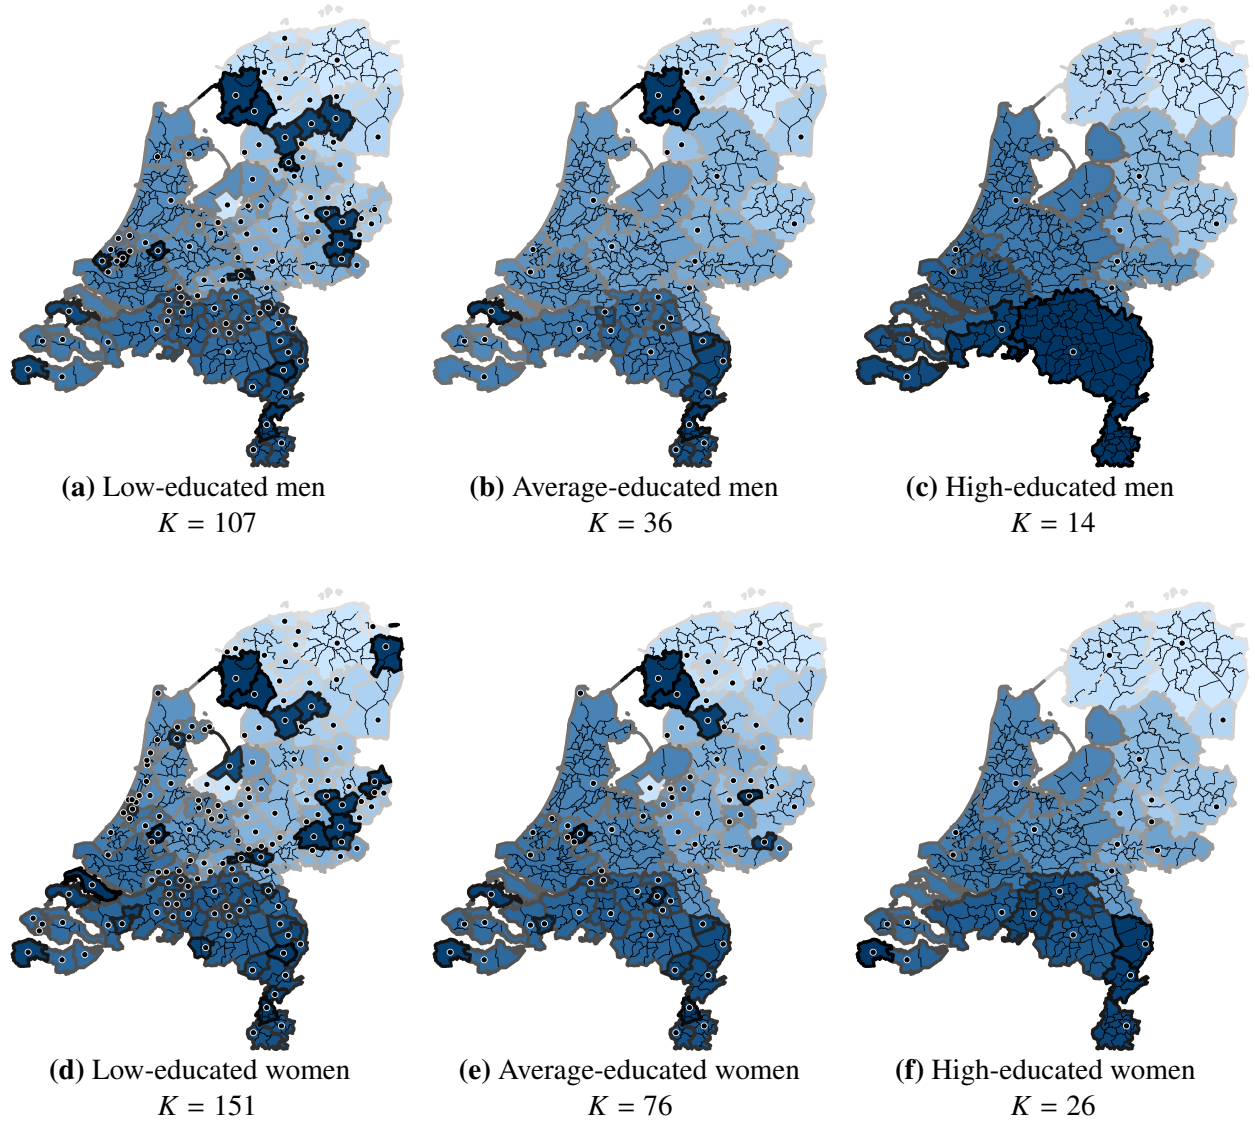 (a) Low-educated men
K = 107
(b) Average-educated men
K = 36
(c) High-educated men
K = 14
(d) Low-educated women
K = 151
(e) Average-educated women
K = 76
(f) High-educated women
K = 26